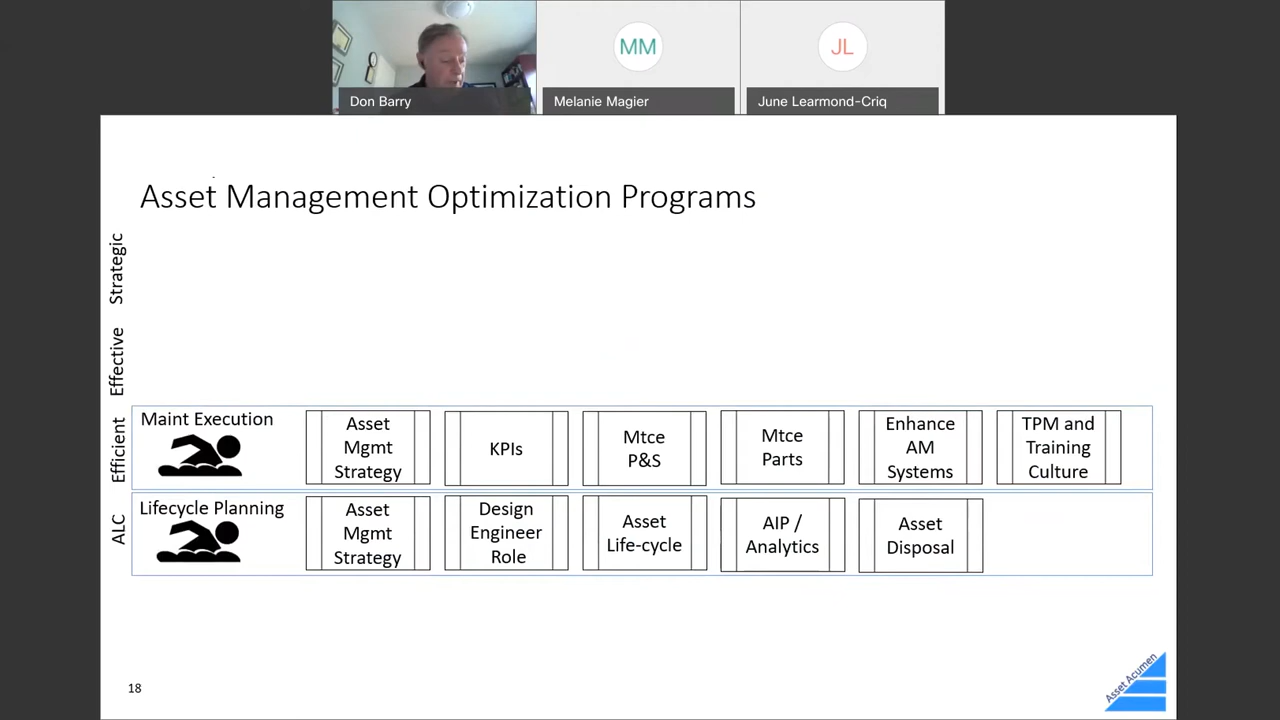 MM
JL
Don Barry
Melanie Magier
June Learmond-Criq
Asset Management Optimization Programs
Strategic
Effective
Efficient
Maint Execution
Asset
Mgmt
Strategy
KPIs
Mtce
P&S
Mtce
Parts
Enhance
AM
Systems
TPM and
Training
Culture
ALC
Lifecycle Planning
Asset
Mgmt
Strategy
Design
Engineer
Role
Asset
Life-cycle
AIP /
Analytics
Asset
Disposal
18
Asset Acumen